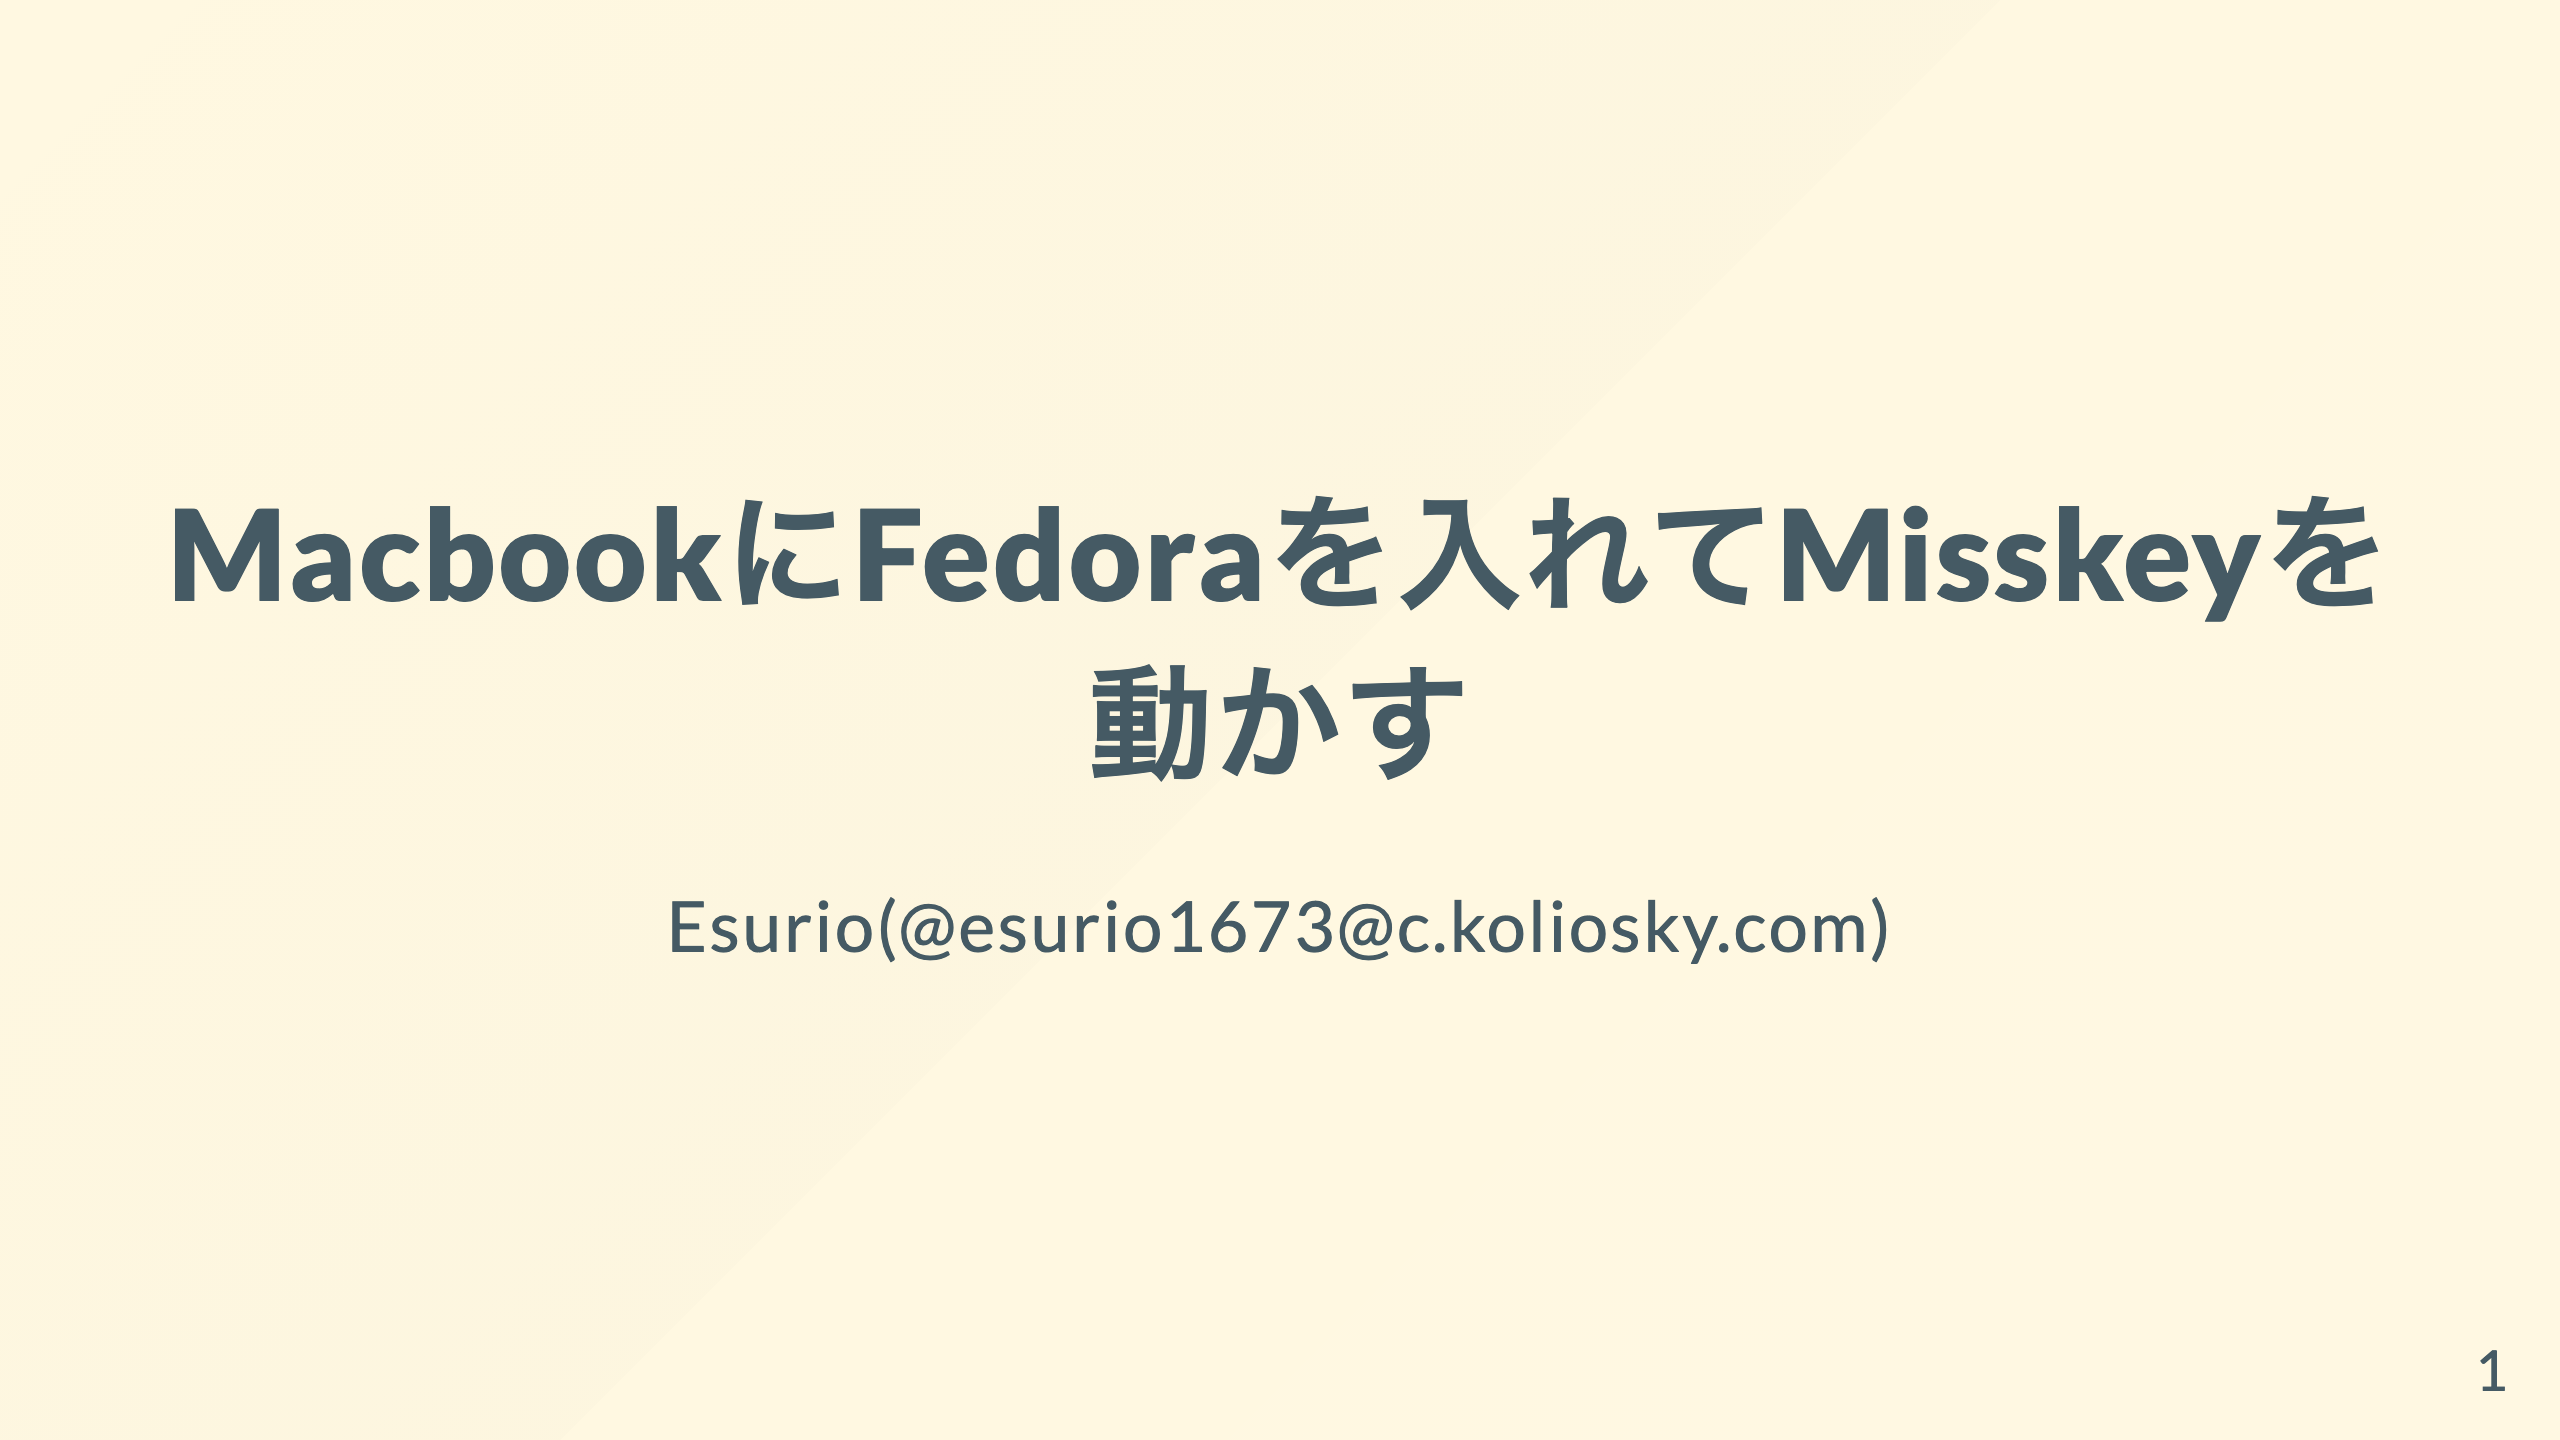 MacbookにFedoraを入れてMisskeyを
動かす
Esurio(@esurio1673@c.koliosky.com)
1